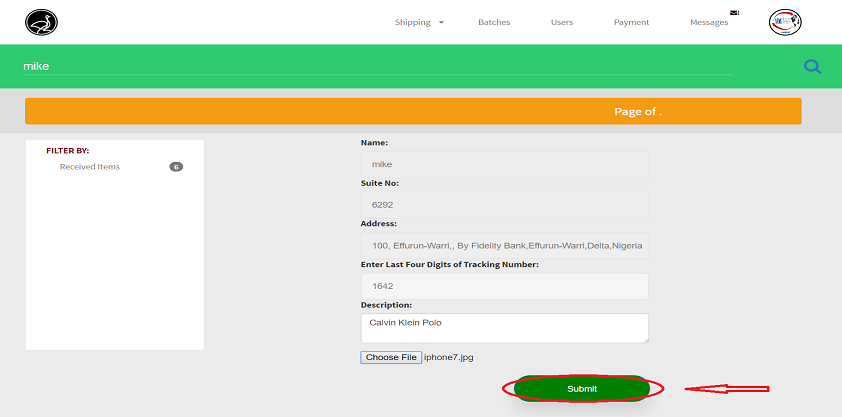 Shipping Batches Users Payment Messages
mike
Page of .
FILTER BY:
Received Items 6
Name:
mike
Suite No:
6292
Address:
100, Effurun-Warri,, By Fidelity Bank,Effurun-Warri,Delta,Nigeria
Enter Last Four Digits of Tracking Number:
1642
Description:
Calvin Klein Polo
Choose File iphone7.jpg
Submit